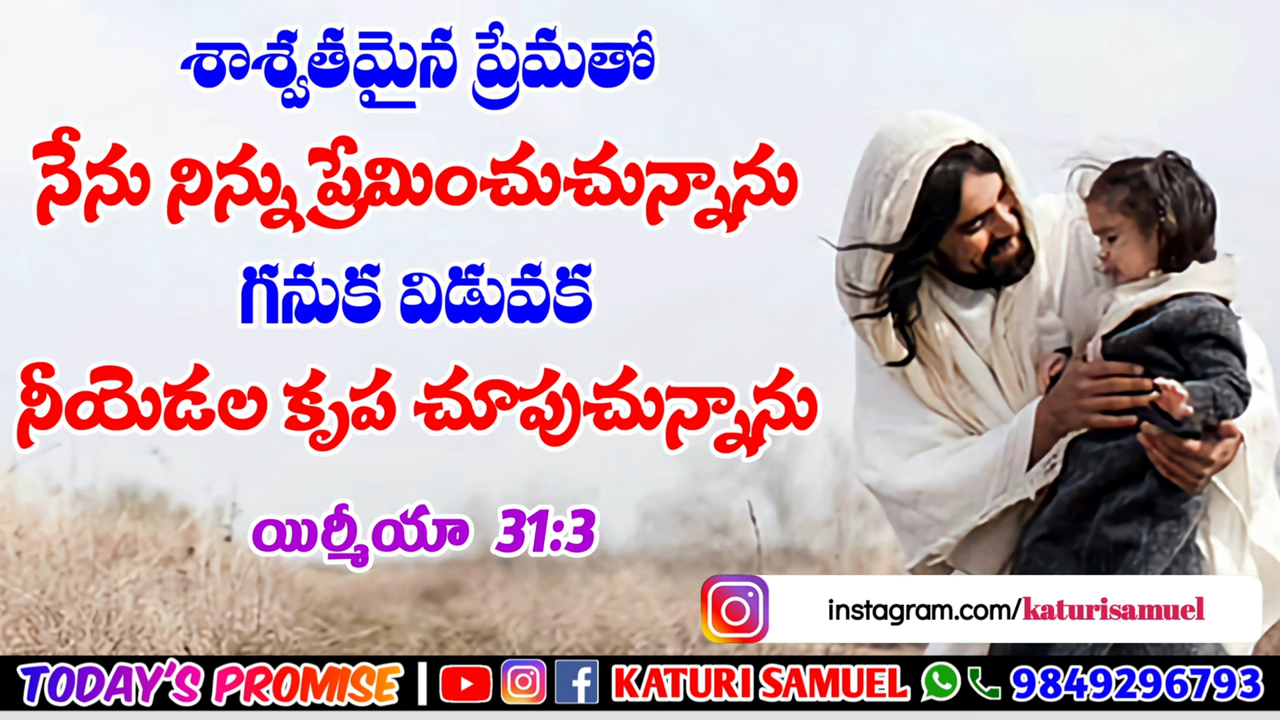 శాశ్వతమైన ప్రేమతో
నేను నిన్ను ప్రేమించుచున్నాను
గనుక విడువక
నీయెడల కృప చూపుచున్నాను
యిర్మీయా 31:3
instagram.com/katurisamuel
TODAY'S PROMISE | KATURI SAMUEL 9849296793